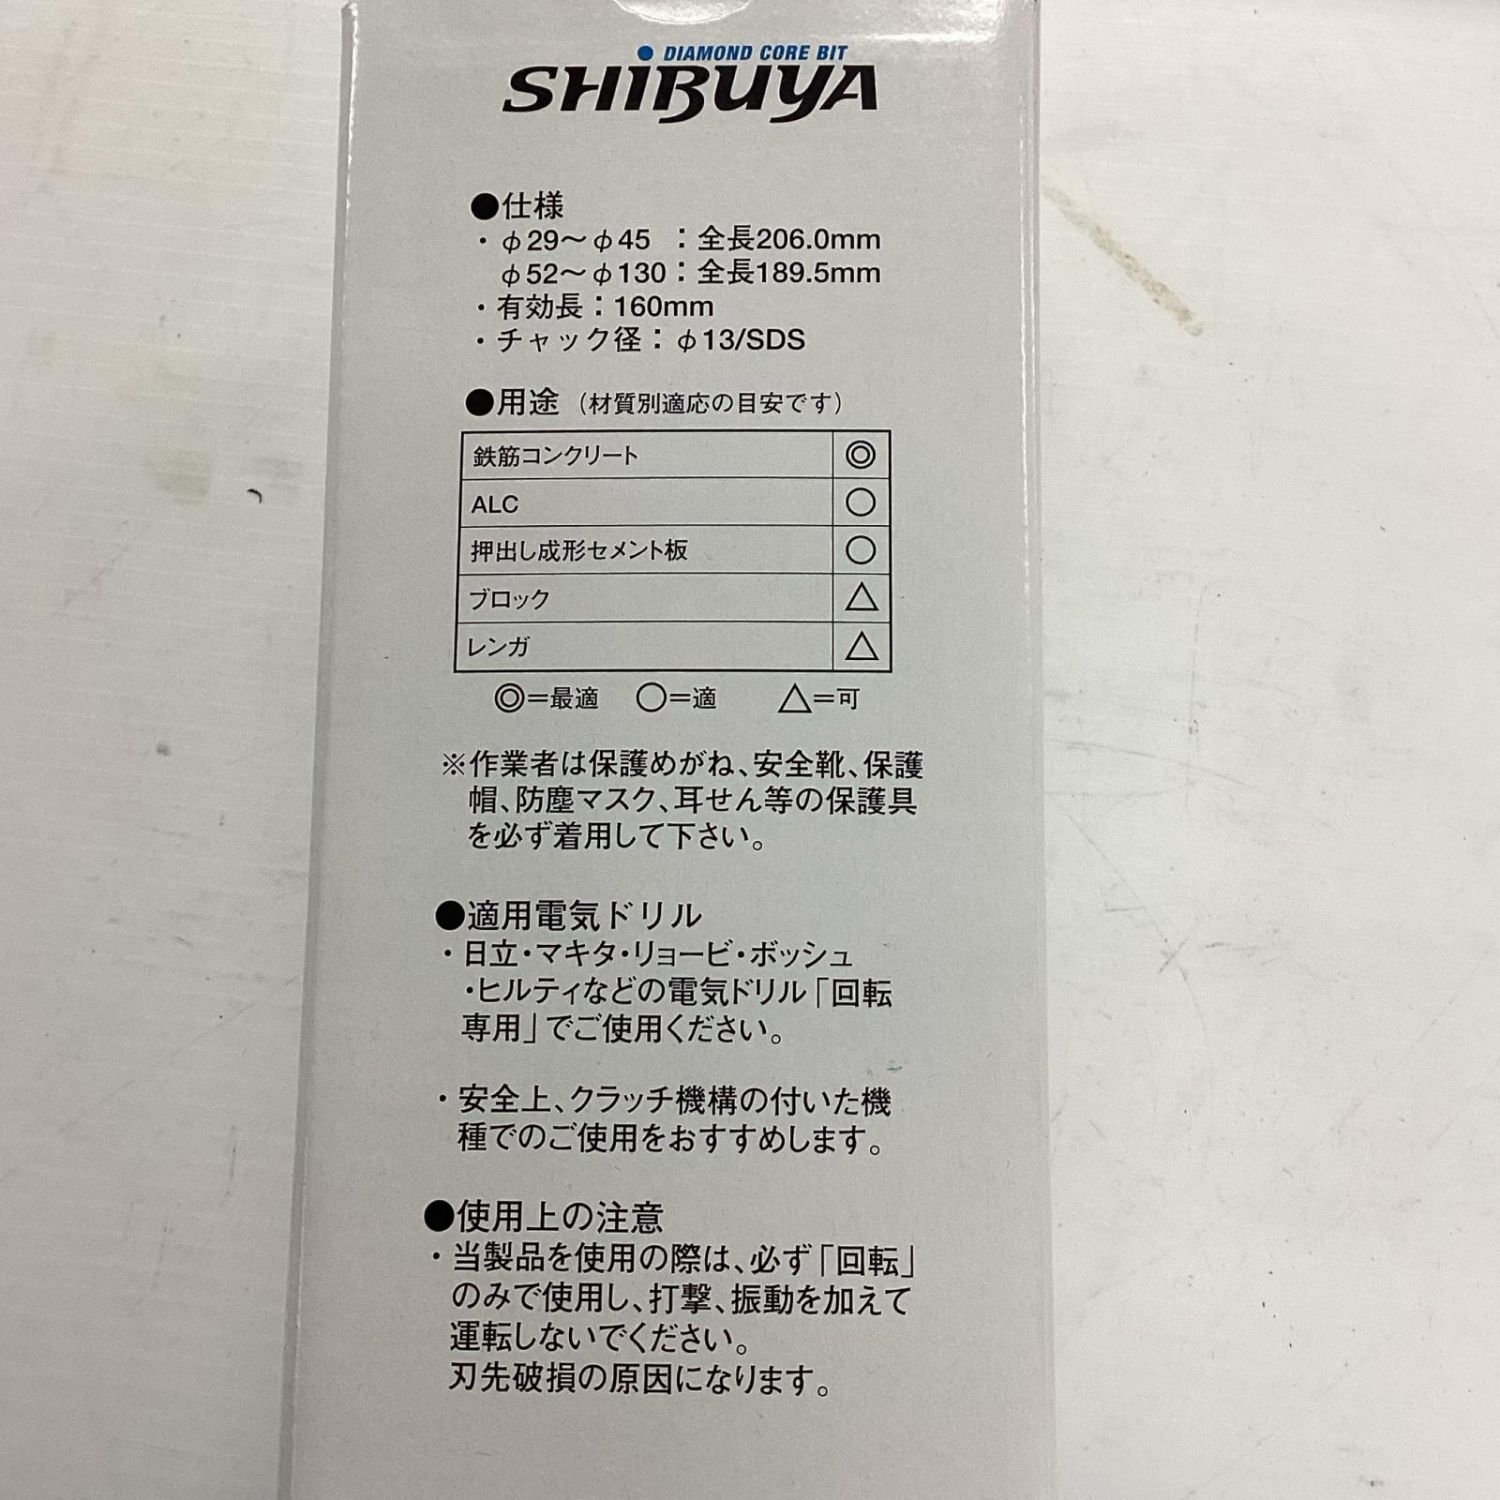 DIAMOND CORE BIT
SHIBUYA
●仕様
・φ29〜φ45 ：全長206.0mm
φ52〜φ130：全長189.5mm
・有効長：160mm
・チャック径：φ13/SDS
●用途（材質別適応の目安です）
鉄筋コンクリート ◎
ALC ○
押出し成形セメント板 ○
ブロック △
レンガ △
◎＝最適 ○＝適 △＝可
※作業者は保護めがね、安全靴、保護
帽、防塵マスク、耳せん等の保護具
を必ず着用して下さい。
●適用電気ドリル
・日立・マキタ・リョービ・ボッシュ
・ヒルティなどの電気ドリル「回転
専用」でご使用ください。
・安全上、クラッチ機構の付いた機
種でのご使用をおすすめします。
●使用上の注意
・当製品を使用の際は、必ず「回転」
のみで使用し、打撃、振動を加えて
運転しないでください。
刃先破損の原因になります。